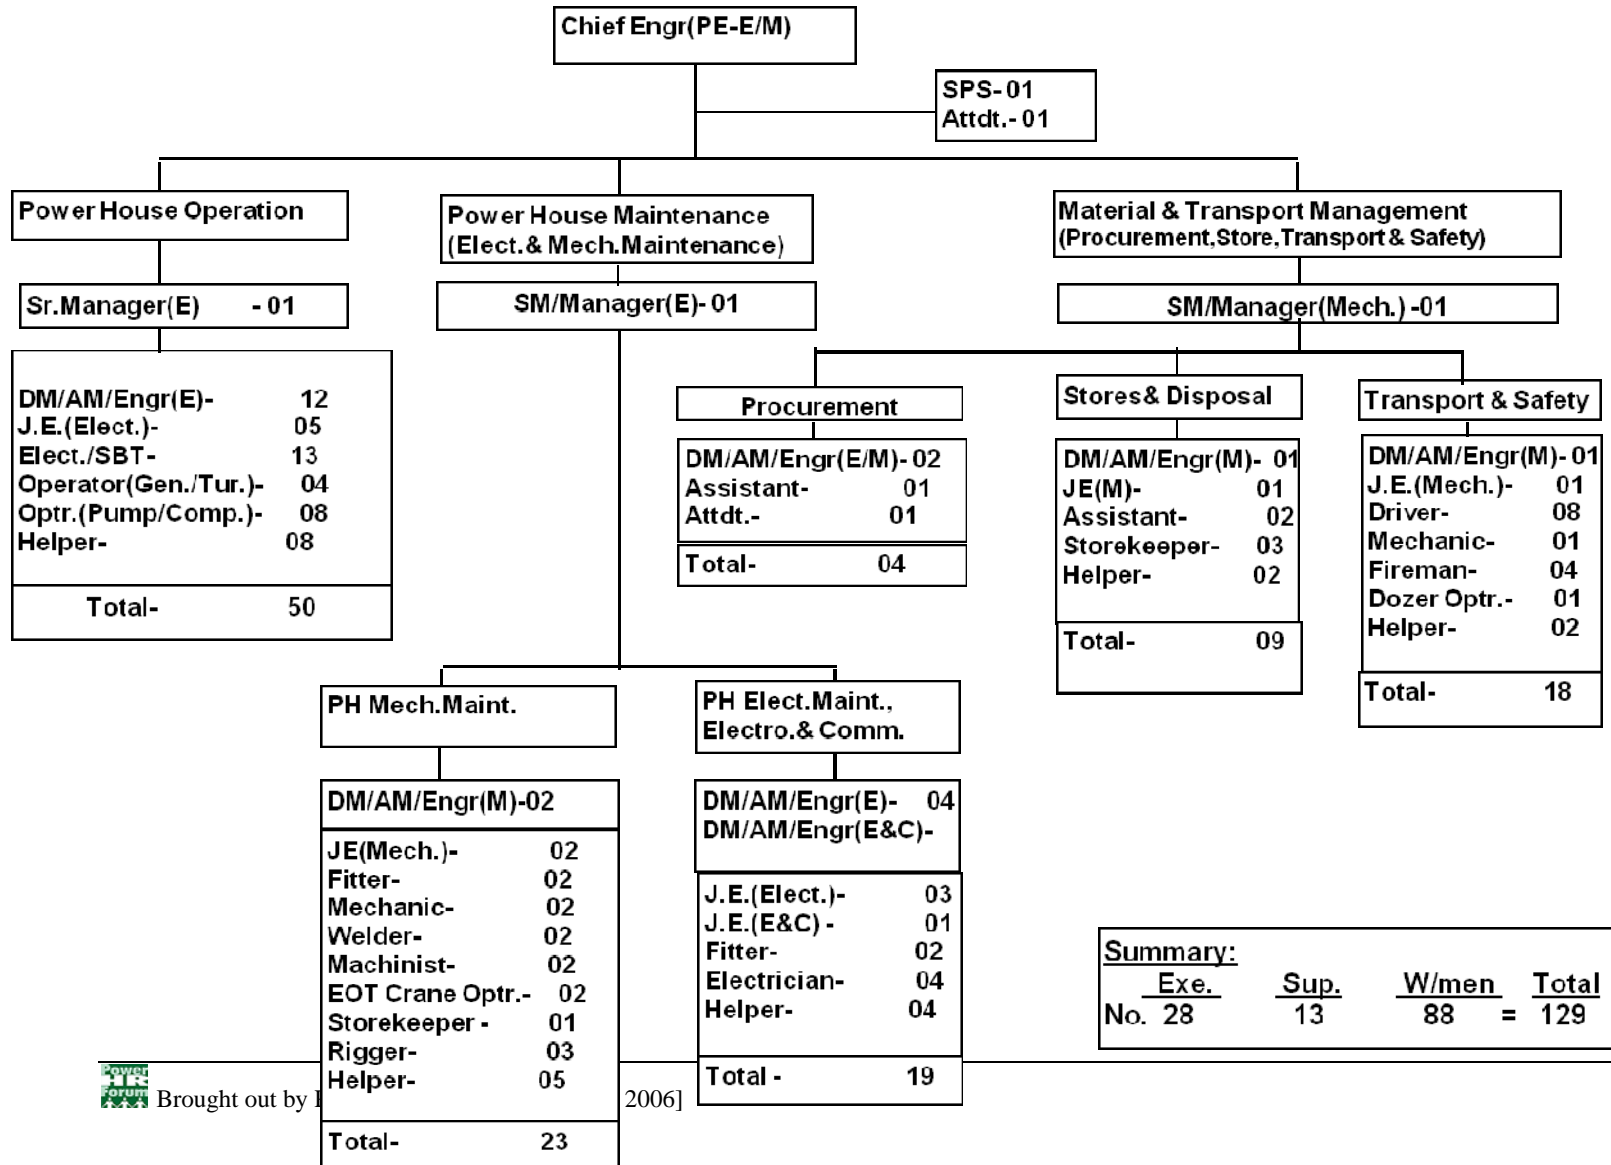 Chief Engr(PE-E/M)
SPS- 01
Attdt.- 01
Power House Operation
Sr.Manager(E) - 01
DM/AM/Engr(E)- 12
J.E.(Elect.)- 05
Elect./SBT- 13
Operator(Gen./Tur.)- 04
Optr.(Pump/Comp.)- 08
Helper- 08
Total- 50
Power House Maintenance
(Elect.& Mech.Maintenance)
SM/Manager(E)- 01
PH Mech.Maint.
DM/AM/Engr(M)-02
JE(Mech.)- 02
Fitter- 02
Mechanic- 02
Welder- 02
Machinist- 02
EOT Crane Optr.- 02
Storekeeper - 01
Rigger- 03
Helper- 05
Total- 23
PH Elect.Maint.,
Electro.& Comm.
DM/AM/Engr(E)- 04
DM/AM/Engr(E&C)-
J.E.(Elect.)- 03
J.E.(E&C) - 01
Fitter- 02
Electrician- 04
Helper- 04
Total - 19
Material & Transport Management
(Procurement,Store,Transport & Safety)
SM/Manager(Mech.) -01
Procurement
DM/AM/Engr(E/M)- 02
Assistant- 01
Attdt.- 01
Total- 04
Stores& Disposal
DM/AM/Engr(M)- 01
JE(M)- 01
Assistant- 02
Storekeeper- 03
Helper- 02
Total- 09
Transport & Safety
DM/AM/Engr(M)- 01
J.E.(Mech.)- 01
Driver- 08
Mechanic- 01
Fireman- 04
Dozer Optr.- 01
Helper- 02
Total- 18
Summary:
Exe. Sup. W/men Total
No. 28 13 88 = 129
Power
HR
Forum
Brought out by 2006]